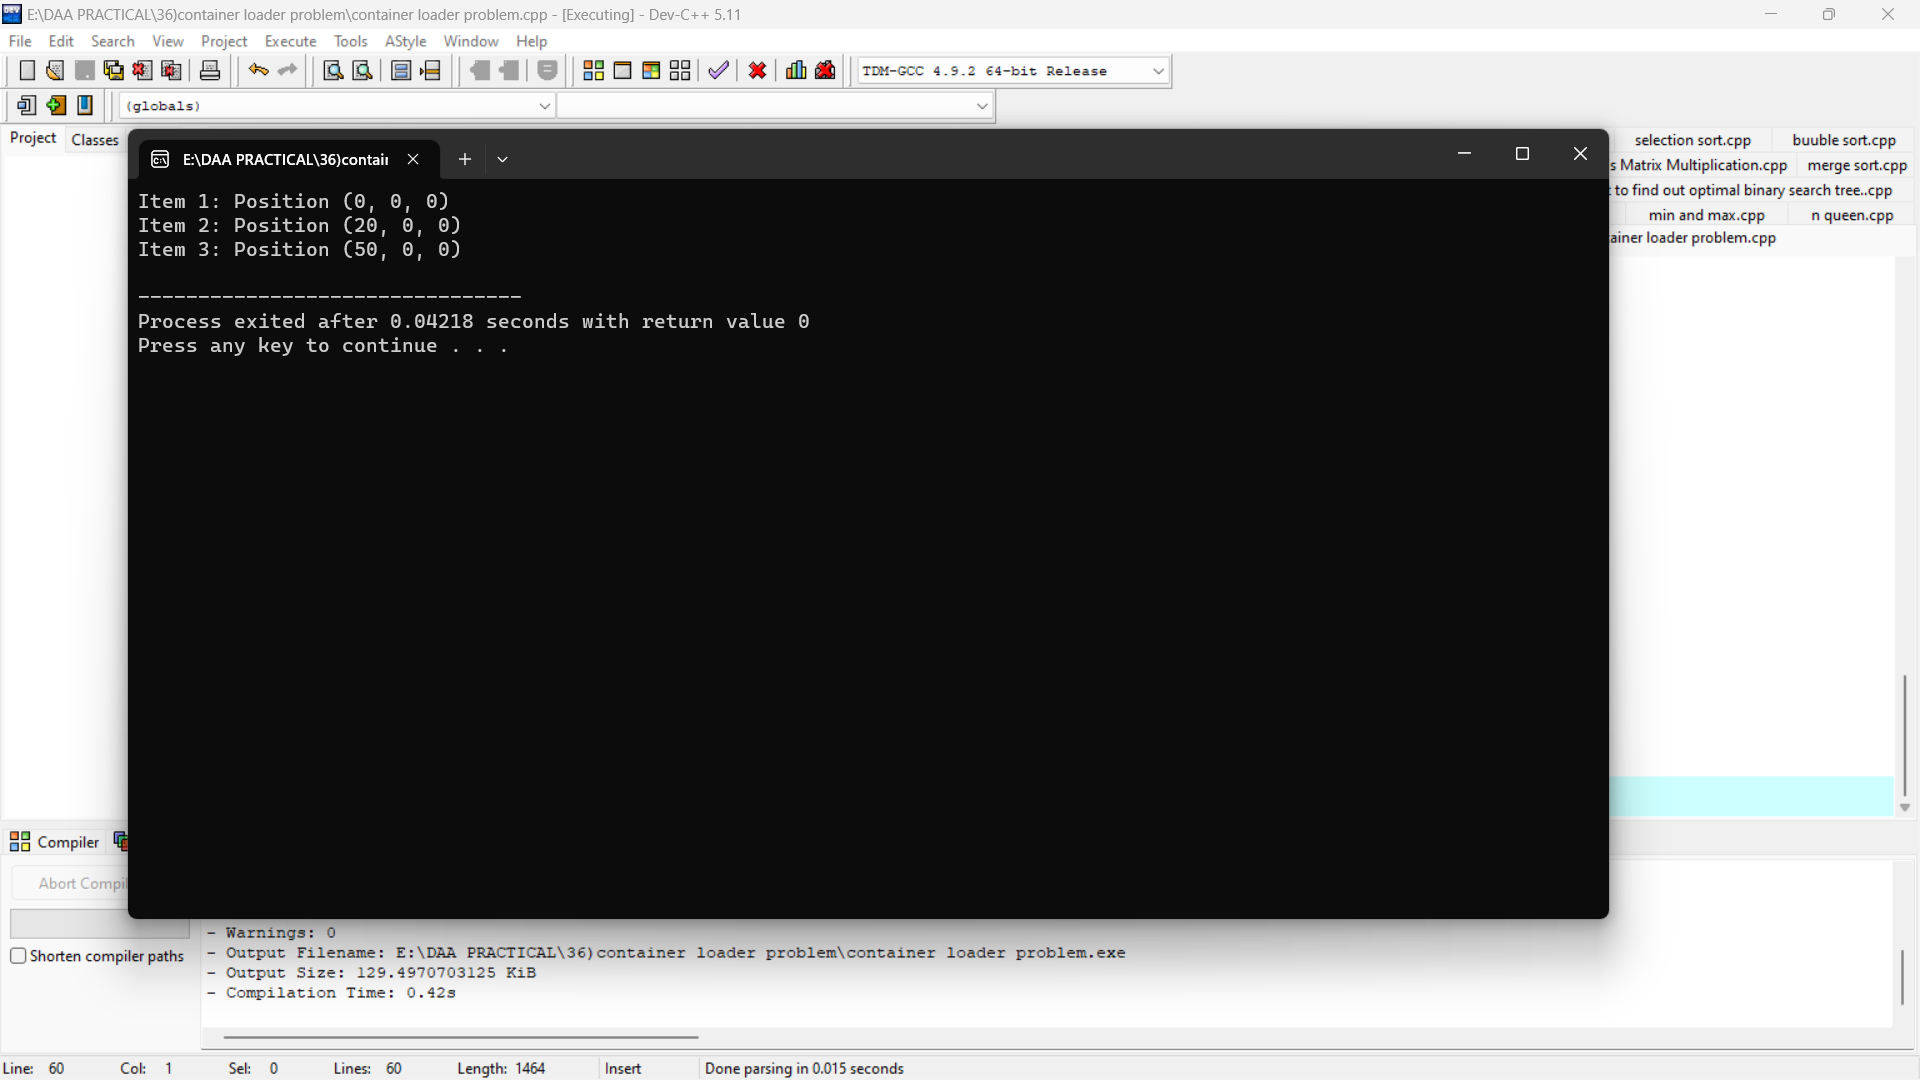 E:\DAA PRACTICAL\36)container loader problem\container loader problem.cpp - [Executing] - Dev-C++ 5.11
File Edit Search View Project Execute Tools AStyle Window Help
TDM-GCC 4.9.2 64-bit Release
(globals)
Project Classes
selection sort.cpp buuble sort.cpp
s Matrix Multiplication.cpp merge sort.cpp
to find out optimal binary search tree..cpp
min and max.cpp n queen.cpp
ainer loader problem.cpp
E:\DAA PRACTICAL\36)contai
Item 1: Position (0, 0, 0)
Item 2: Position (20, 0, 0)
Item 3: Position (50, 0, 0)
--------------------------------
Process exited after 0.04218 seconds with return value 0
Press any key to continue . . .
Compiler
Abort Compil
Shorten compiler paths
- Warnings: 0
- Output Filename: E:\DAA PRACTICAL\36)container loader problem\container loader problem.exe
- Output Size: 129.4970703125 KiB
- Compilation Time: 0.42s
Line: 60 Col: 1 Sel: 0 Lines: 60 Length: 1464 Insert Done parsing in 0.015 seconds